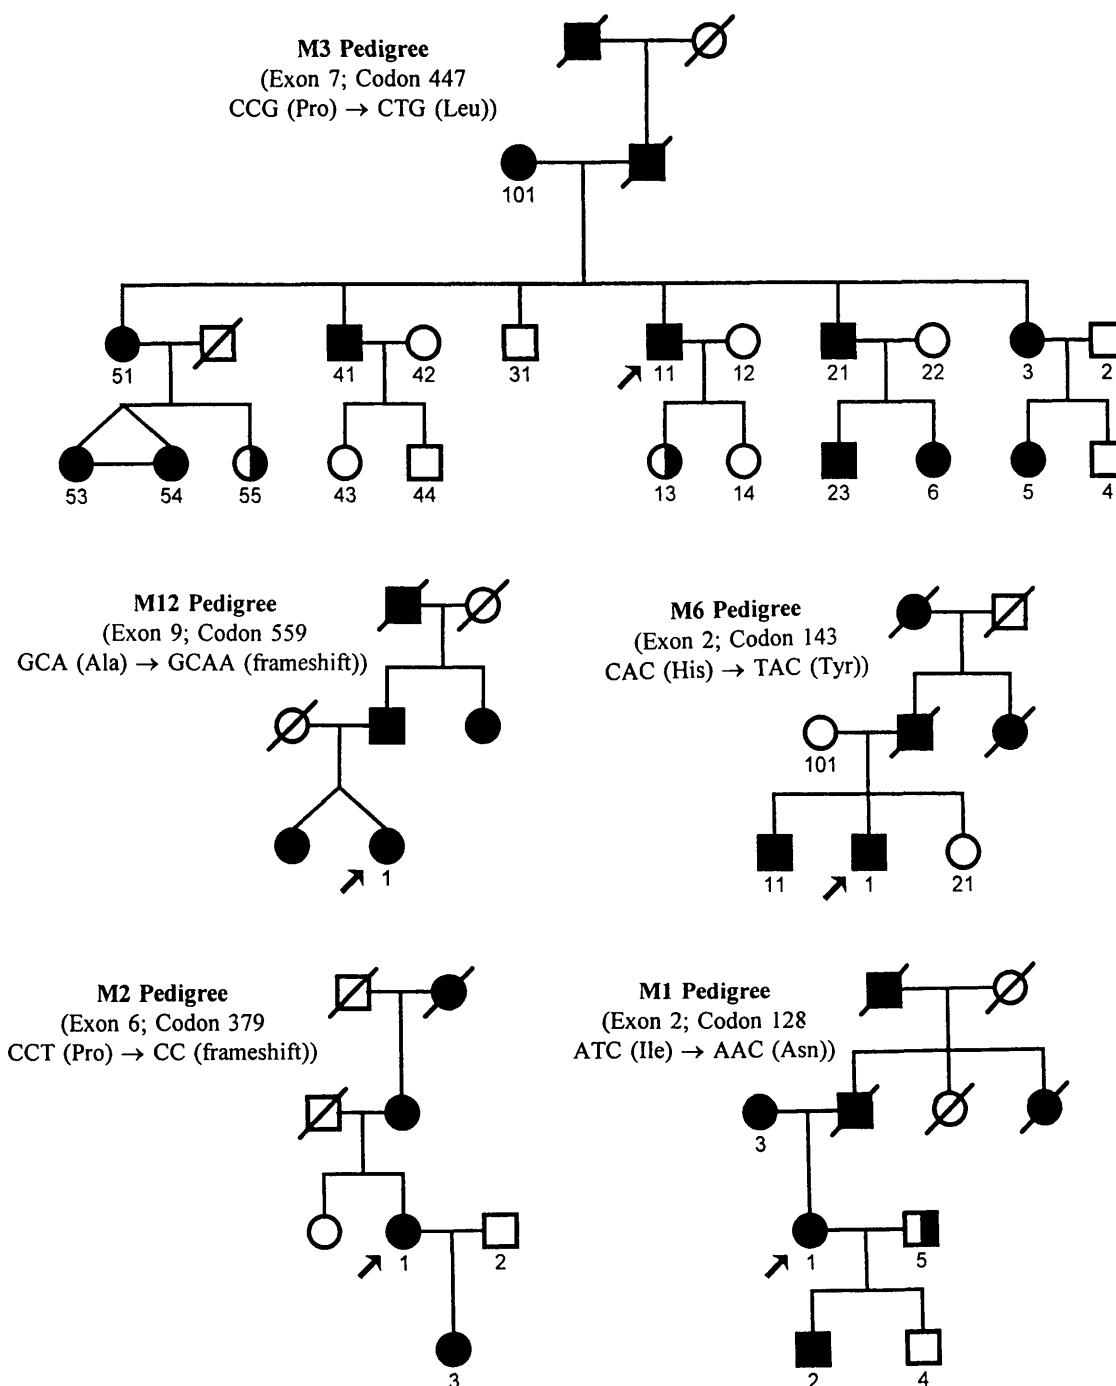 M3 Pedigree
(Exon 7; Codon 447
CCG (Pro) → CTG (Leu))
101
51 41 42 31 11 12 21 22 3 2
53 54 55 43 44 13 14 23 6 5 4
M12 Pedigree
(Exon 9; Codon 559
GCA (Ala) → GCAA (frameshift))
1
M6 Pedigree
(Exon 2; Codon 143
CAC (His) → TAC (Tyr))
101
11 1 21
M2 Pedigree
(Exon 6; Codon 379
CCT (Pro) → CC (frameshift))
1 2
3
M1 Pedigree
(Exon 2; Codon 128
ATC (Ile) → AAC (Asn))
3
1 5
2 4